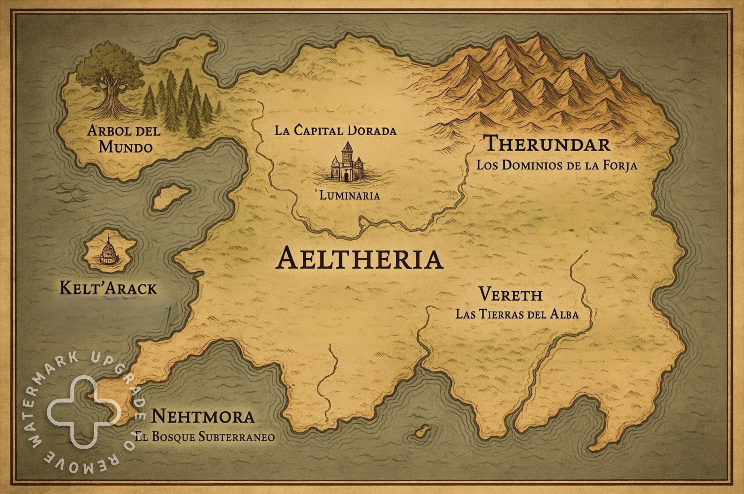 ARBOL DEL
MUNDO
LA CAPITAL DORADA
LUMINARIA
THERUNDAR
LOS DOMINIOS DE LA FORJA
AELTHERIA
KELT'ARACK
VERETH
LAS TIERRAS DEL ALBA
NEHTMORA
EL BOSQUE SUBTERRANEO
WATERMARK UPGRADE TO REMOVE